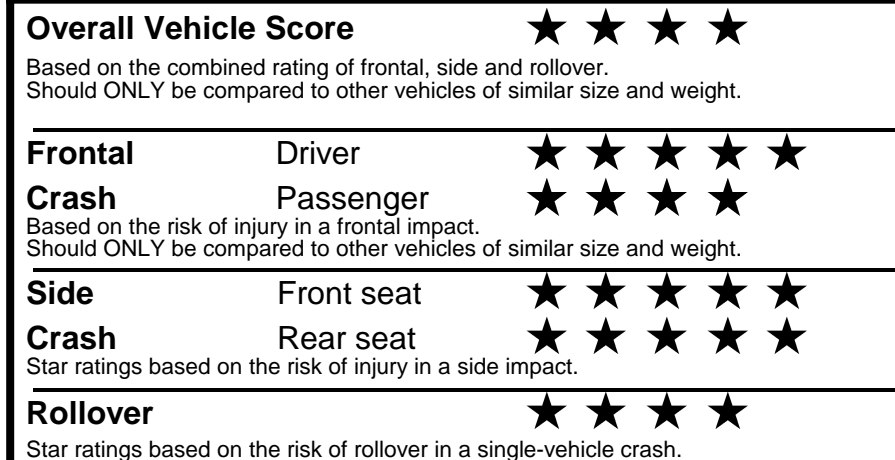 Overall Vehicle Score ★ ★ ★ ★
Based on the combined rating of frontal, side and rollover.
Should ONLY be compared to other vehicles of similar size and weight.
Frontal Driver ★ ★ ★ ★ ★
Crash Passenger ★ ★ ★ ★
Based on the risk of injury in a frontal impact.
Should ONLY be compared to other vehicles of similar size and weight.
Side Front seat ★ ★ ★ ★ ★
Crash Rear seat ★ ★ ★ ★ ★
Star ratings based on the risk of injury in a side impact.
Rollover ★ ★ ★ ★
Star ratings based on the risk of rollover in a single-vehicle crash.